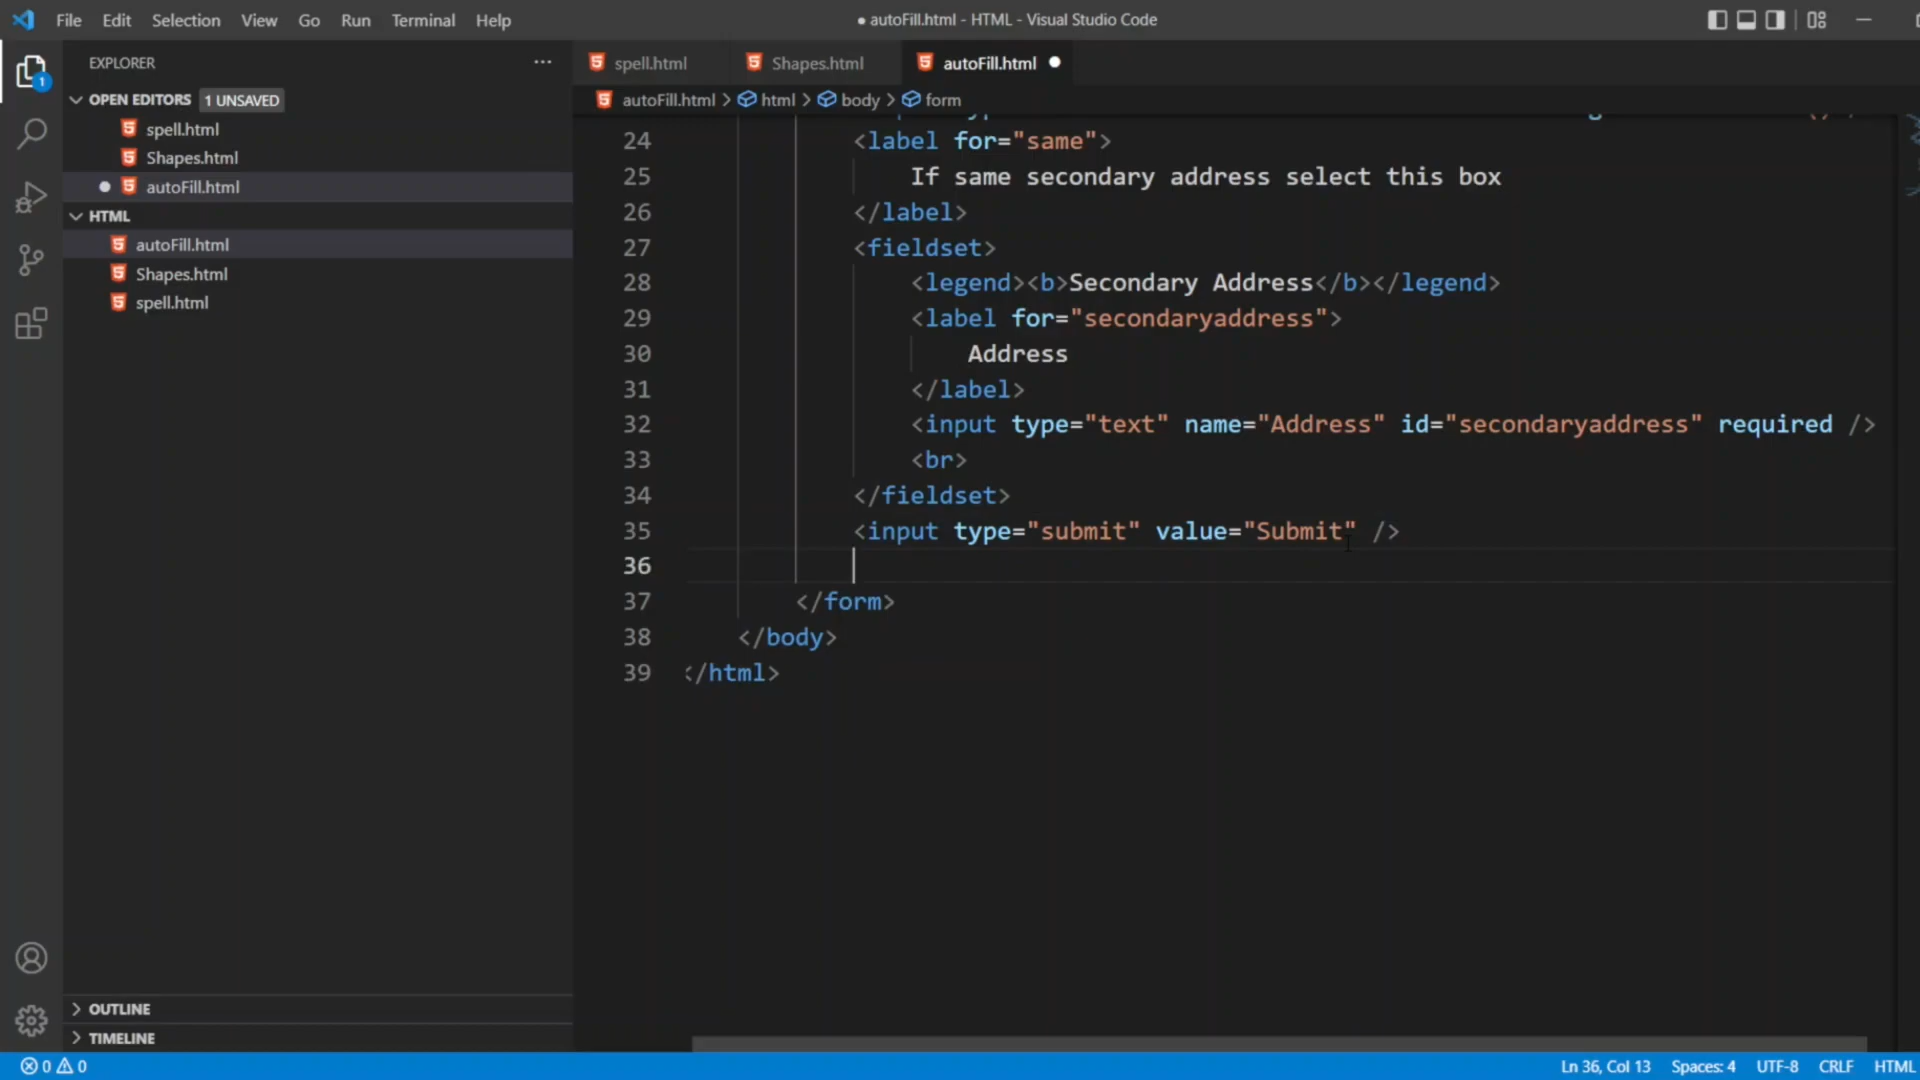 File Edit Selection View Go Run Terminal Help
● autoFill.html - HTML - Visual Studio Code
EXPLORER
1
OPEN EDITORS 1 UNSAVED
spell.html
Shapes.html
autoFill.html
HTML
autoFill.html
Shapes.html
spell.html
OUTLINE
TIMELINE
spell.html Shapes.html autoFill.html
autoFill.html > html > body > form
24 <label for="same">
25 If same secondary address select this box
26 </label>
27 <fieldset>
28 <legend><b>Secondary Address</b></legend>
29 <label for="secondaryaddress">
30 Address
31 </label>
32 <input type="text" name="Address" id="secondaryaddress" required />
33 <br>
34 </fieldset>
35 <input type="submit" value="Submit" />
36
37 </form>
38 </body>
39 </html>
0 0
Ln 36, Col 13 Spaces: 4 UTF-8 CRLF HTML